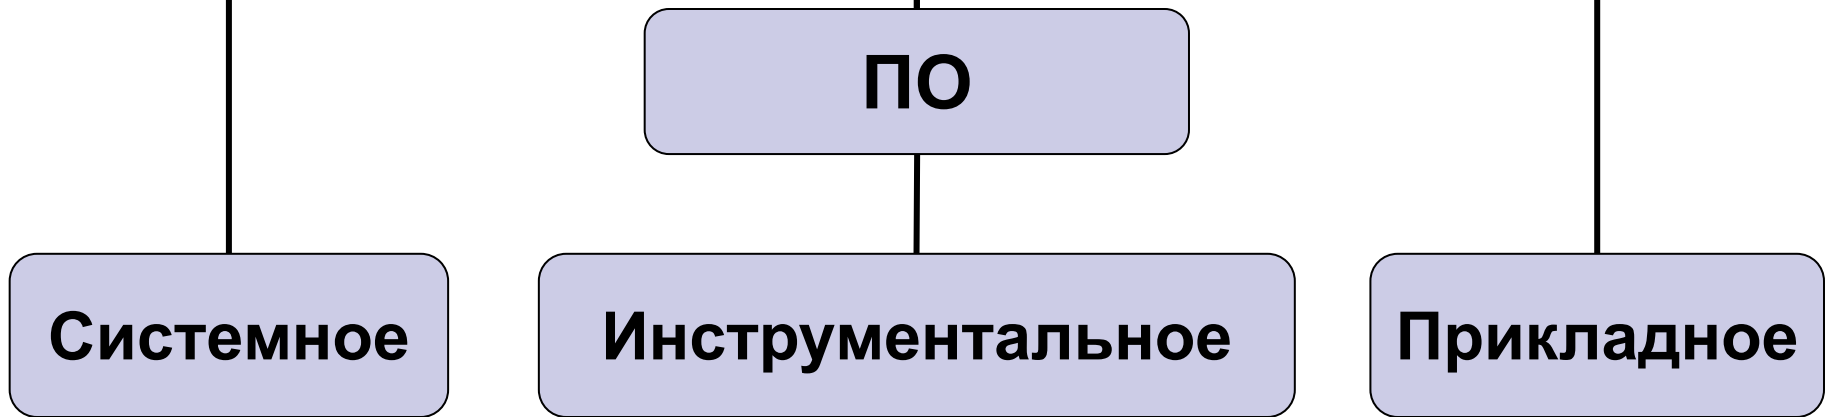 ПО
Системное
Инструментальное
Прикладное